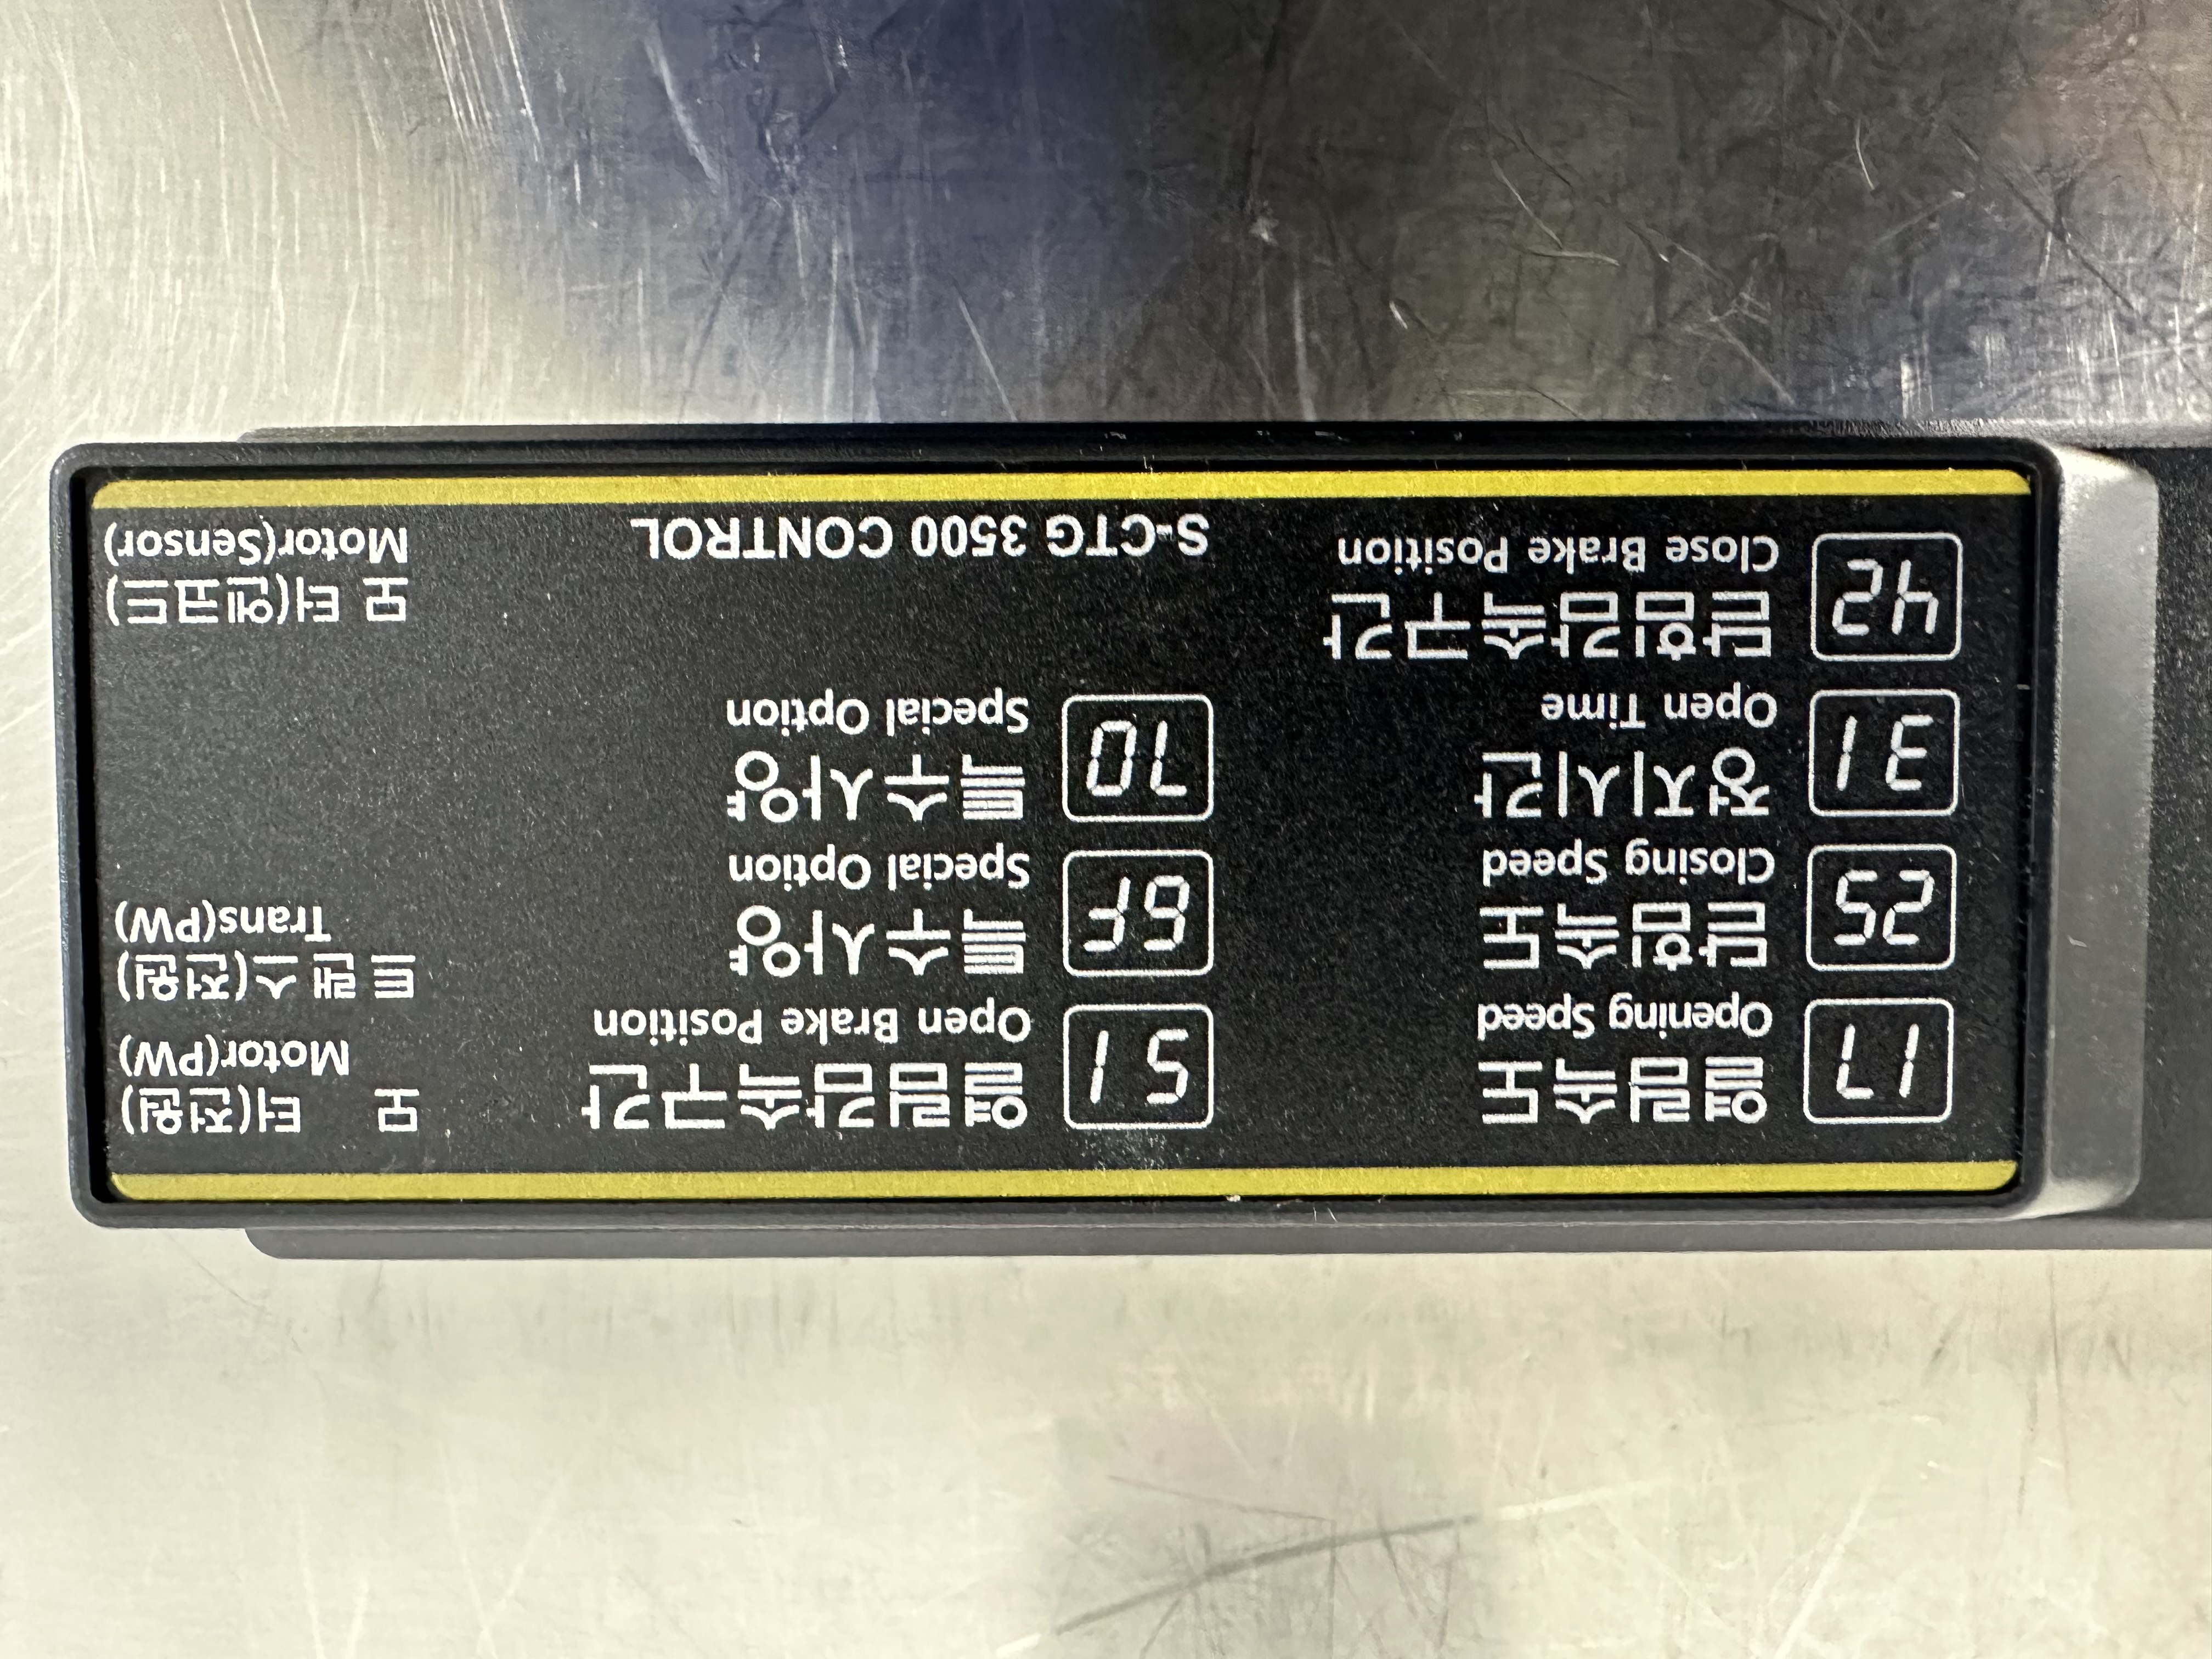 17 열림속도
Opening Speed
25 닫힘속도
Closing Speed
31 정지시간
Open Time
42 닫힘감속구간
Close Brake Position
51 열림감속구간
Open Brake Position
6F 특수사양
Special Option
70 특수사양
Special Option
S-CTG 3500 CONTROL
모 터(전원)
Motor(PW)
트 랜 스(전원)
Trans(PW)
모 터(엔코드)
Motor(Sensor)